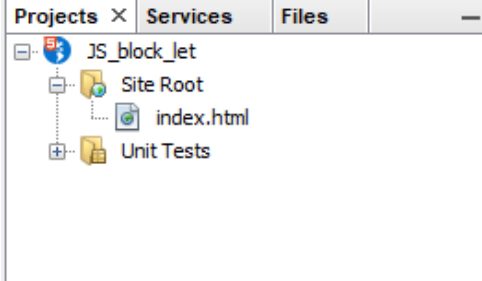 Projects Services Files
JS_block_let
Site Root
index.html
Unit Tests